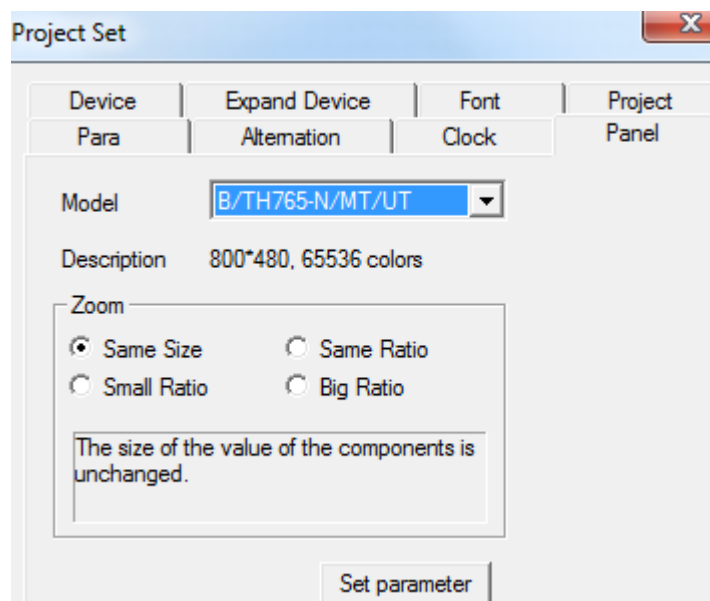 Project Set
Device Expand Device Font Project
Para Alternation Clock Panel
Model B/TH765-N/MT/UT
Description 800*480, 65536 colors
Zoom
Same Size Same Ratio
Small Ratio Big Ratio
The size of the value of the components is
unchanged.
Set parameter